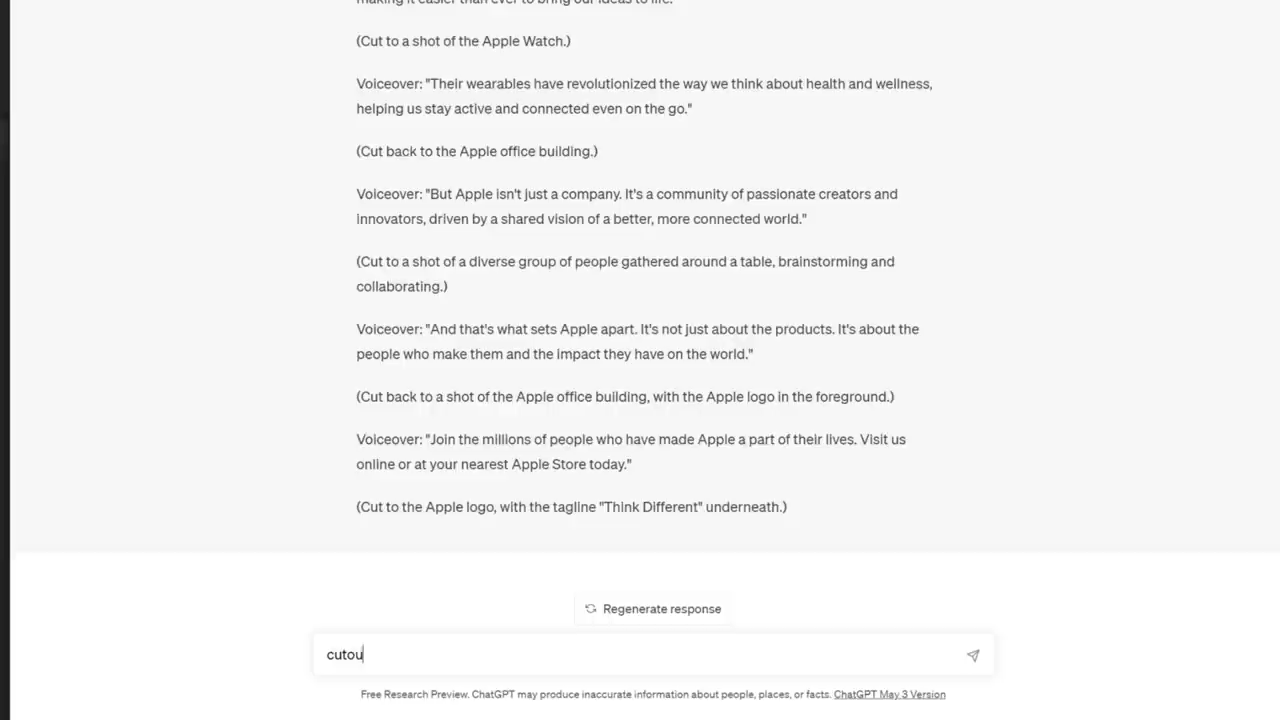 making it easier than ever to bring our ideas to life."
(Cut to a shot of the Apple Watch.)
Voiceover: "Their wearables have revolutionized the way we think about health and wellness,
helping us stay active and connected even on the go."
(Cut back to the Apple office building.)
Voiceover: "But Apple isn't just a company. It's a community of passionate creators and
innovators, driven by a shared vision of a better, more connected world."
(Cut to a shot of a diverse group of people gathered around a table, brainstorming and
collaborating.)
Voiceover: "And that's what sets Apple apart. It's not just about the products. It's about the
people who make them and the impact they have on the world."
(Cut back to a shot of the Apple office building, with the Apple logo in the foreground.)
Voiceover: "Join the millions of people who have made Apple a part of their lives. Visit us
online or at your nearest Apple Store today."
(Cut to the Apple logo, with the tagline "Think Different" underneath.)
Regenerate response
cutou
Free Research Preview. ChatGPT may produce inaccurate information about people, places, or facts. ChatGPT May 3 Version